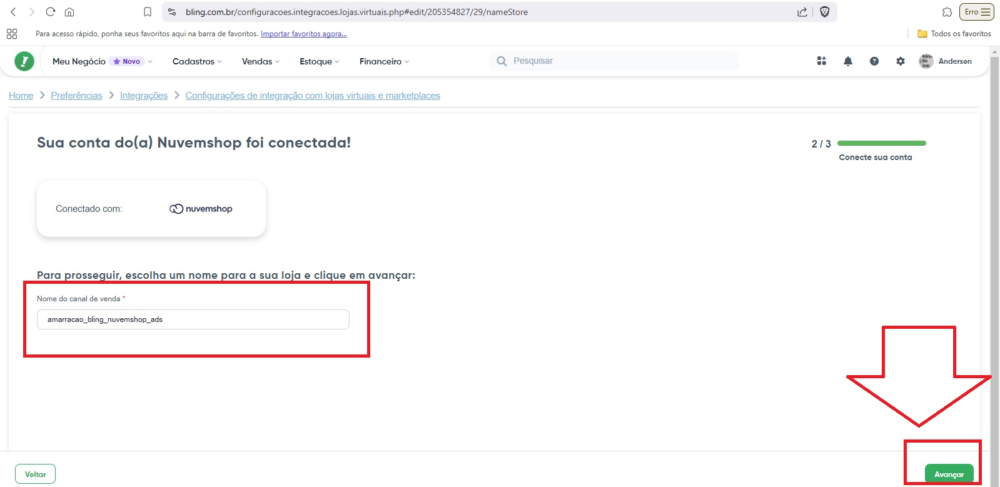 bling.com.br/configuracoes.integracoes.lojas.virtuais.php#edit/205354827/29/nameStore
Erro
Para acesso rápido, ponha seus favoritos aqui na barra de favoritos. Importar favoritos agora...
Todos os favoritos
Meu Negócio Novo Cadastros Vendas Estoque Financeiro Pesquisar Anderson
Home > Preferências > Integrações > Configurações de integração com lojas virtuais e marketplaces
Sua conta do(a) Nuvemshop foi conectada!
2 / 3
Conecte sua conta
Conectado com: nuvemshop
Para prosseguir, escolha um nome para a sua loja e clique em avançar:
Nome do canal de venda *
amarracao_bling_nuvemshop_ads
Voltar
Avançar